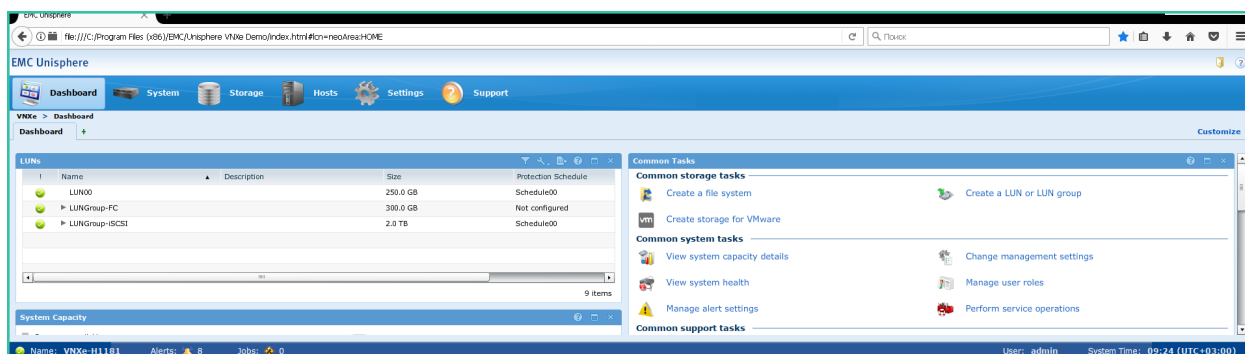 EMC Unisphere
file:///C:/Program Files (x86)/EMC/Unisphere VNXe Demo/index.html#lcn=neoArea:HOME
Поиск
EMC Unisphere
Dashboard System Storage Hosts Settings Support
VNXe > Dashboard
Dashboard +
Customize
LUNs
! Name Description Size Protection Schedule
LUN00 250.0 GB Schedule00
LUNGroup-FC 300.0 GB Not configured
LUNGroup-iSCSI 2.0 TB Schedule00
9 items
System Capacity
Common Tasks
Common storage tasks
Create a file system Create a LUN or LUN group
vm Create storage for VMware
Common system tasks
View system capacity details Change management settings
View system health Manage user roles
Manage alert settings Perform service operations
Common support tasks
Name: VNXe-H1181 Alerts: 8 Jobs: 0 User: admin System Time: 09:24 (UTC+03:00)